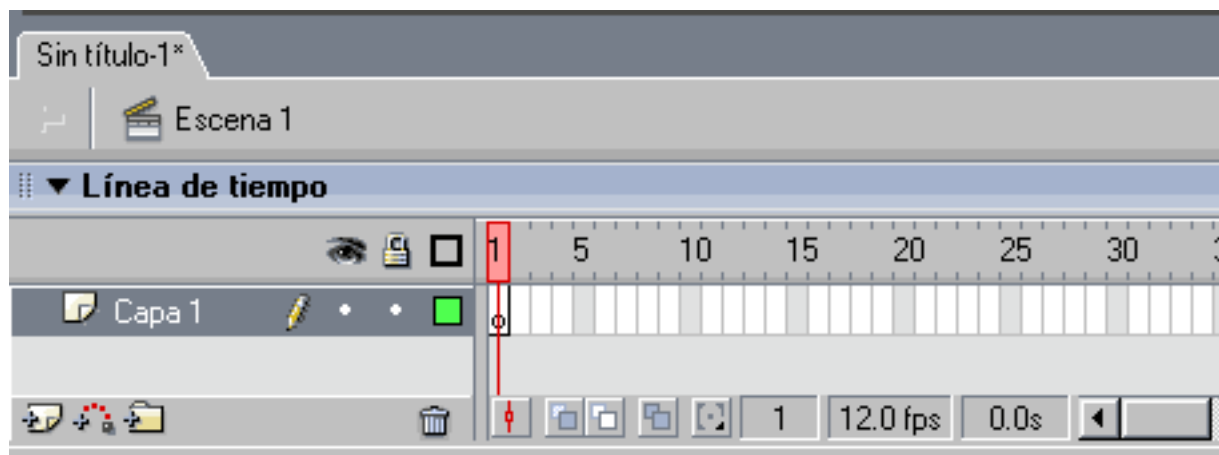 Sin título-1*
Escena 1
Línea de tiempo
1 5 10 15 20 25 30
Capa 1
1 12.0 fps 0.0s